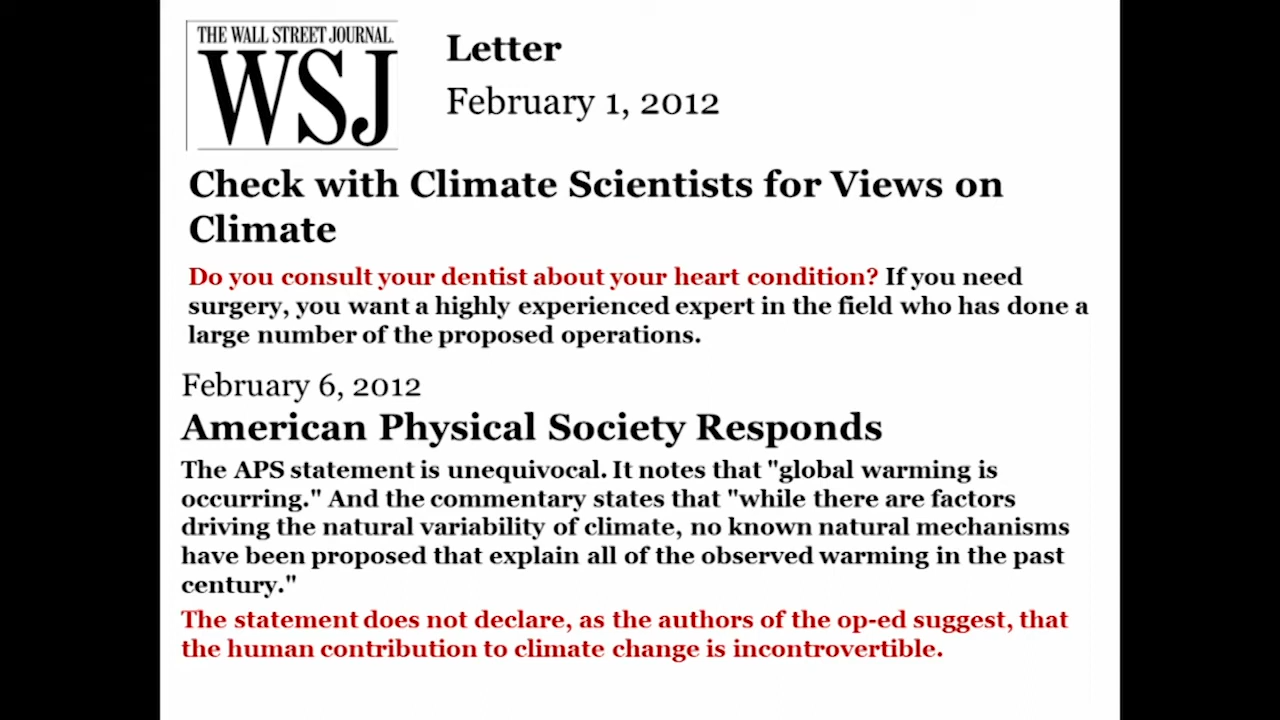 THE WALL STREET JOURNAL.
WSJ
Letter
February 1, 2012
Check with Climate Scientists for Views on
Climate
Do you consult your dentist about your heart condition? If you need
surgery, you want a highly experienced expert in the field who has done a
large number of the proposed operations.
February 6, 2012
American Physical Society Responds
The APS statement is unequivocal. It notes that "global warming is
occurring." And the commentary states that "while there are factors
driving the natural variability of climate, no known natural mechanisms
have been proposed that explain all of the observed warming in the past
century."
The statement does not declare, as the authors of the op-ed suggest, that
the human contribution to climate change is incontrovertible.